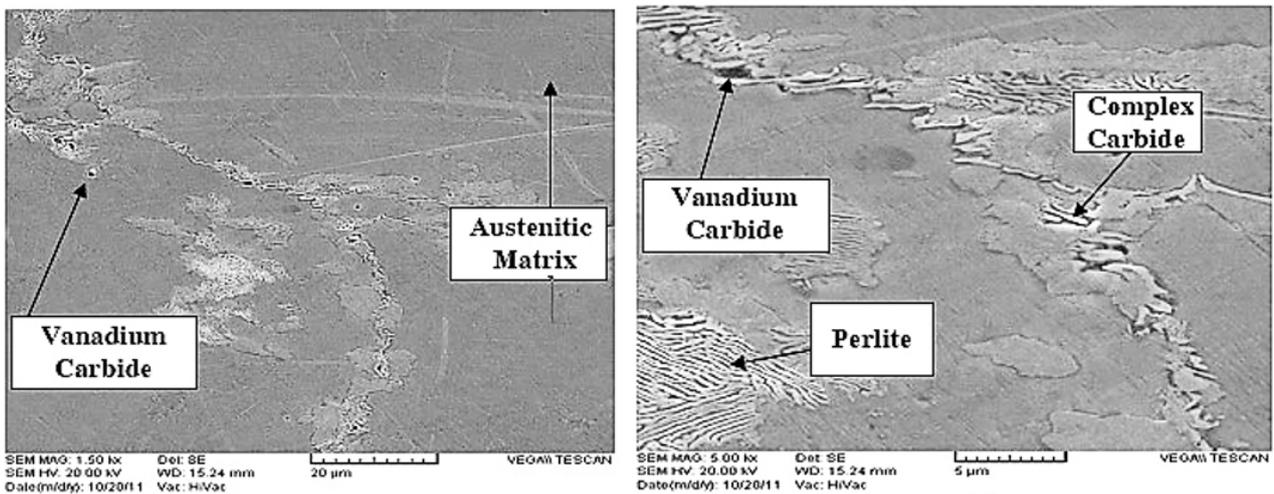 Vanadium
Carbide
Austenitic
Matrix
SEM MAG: 1.50 kx
Det: SE
SEM HV: 20.00 kV
WD: 15.24 mm
20 µm
VEGA\\ TESCAN
Date(m/d/y): 10/20/11
Vac: HiVac
Vanadium
Carbide
Complex
Carbide
Perlite
SEM MAG: 5.00 kx
Det: SE
SEM HV: 20.00 kV
WD: 15.24 mm
5 µm
VEGA\\ TESCAN
Date(m/d/y): 10/20/11
Vac: HiVac